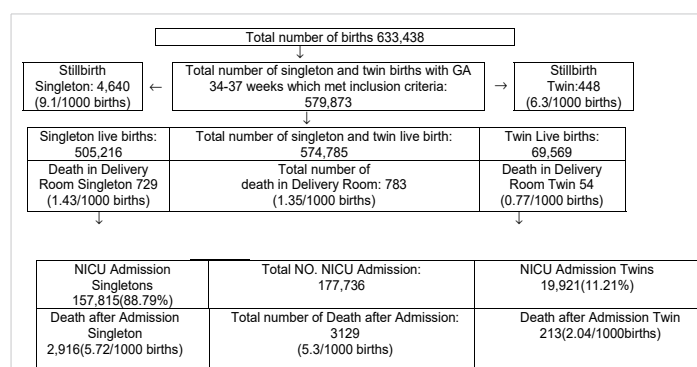 Total number of births 633,438
↓
Stillbirth
Singleton: 4,640
(9.1/1000 births)
←
Total number of singleton and twin births with GA
34-37 weeks which met inclusion criteria:
579,873
→
Stillbirth
Twin:448
(6.3/1000 births)
↓
Singleton live births:
505,216
Total number of singleton and twin live birth:
574,785
Twin Live births:
69,569
Death in Delivery
Room Singleton 729
(1.43/1000 births)
Total number of
death in Delivery Room: 783
(1.35/1000 births)
Death in Delivery
Room Twin 54
(0.77/1000 births)
↓
↓
NICU Admission
Singletons
157,815(88.79%)
Total NO. NICU Admission:
177,736
NICU Admission Twins
19,921(11.21%)
Death after Admission
Singleton
2,916(5.72/1000 births)
Total number of Death after Admission:
3129
(5.3/1000 births)
Death after Admission Twin
213(2.04/1000births)